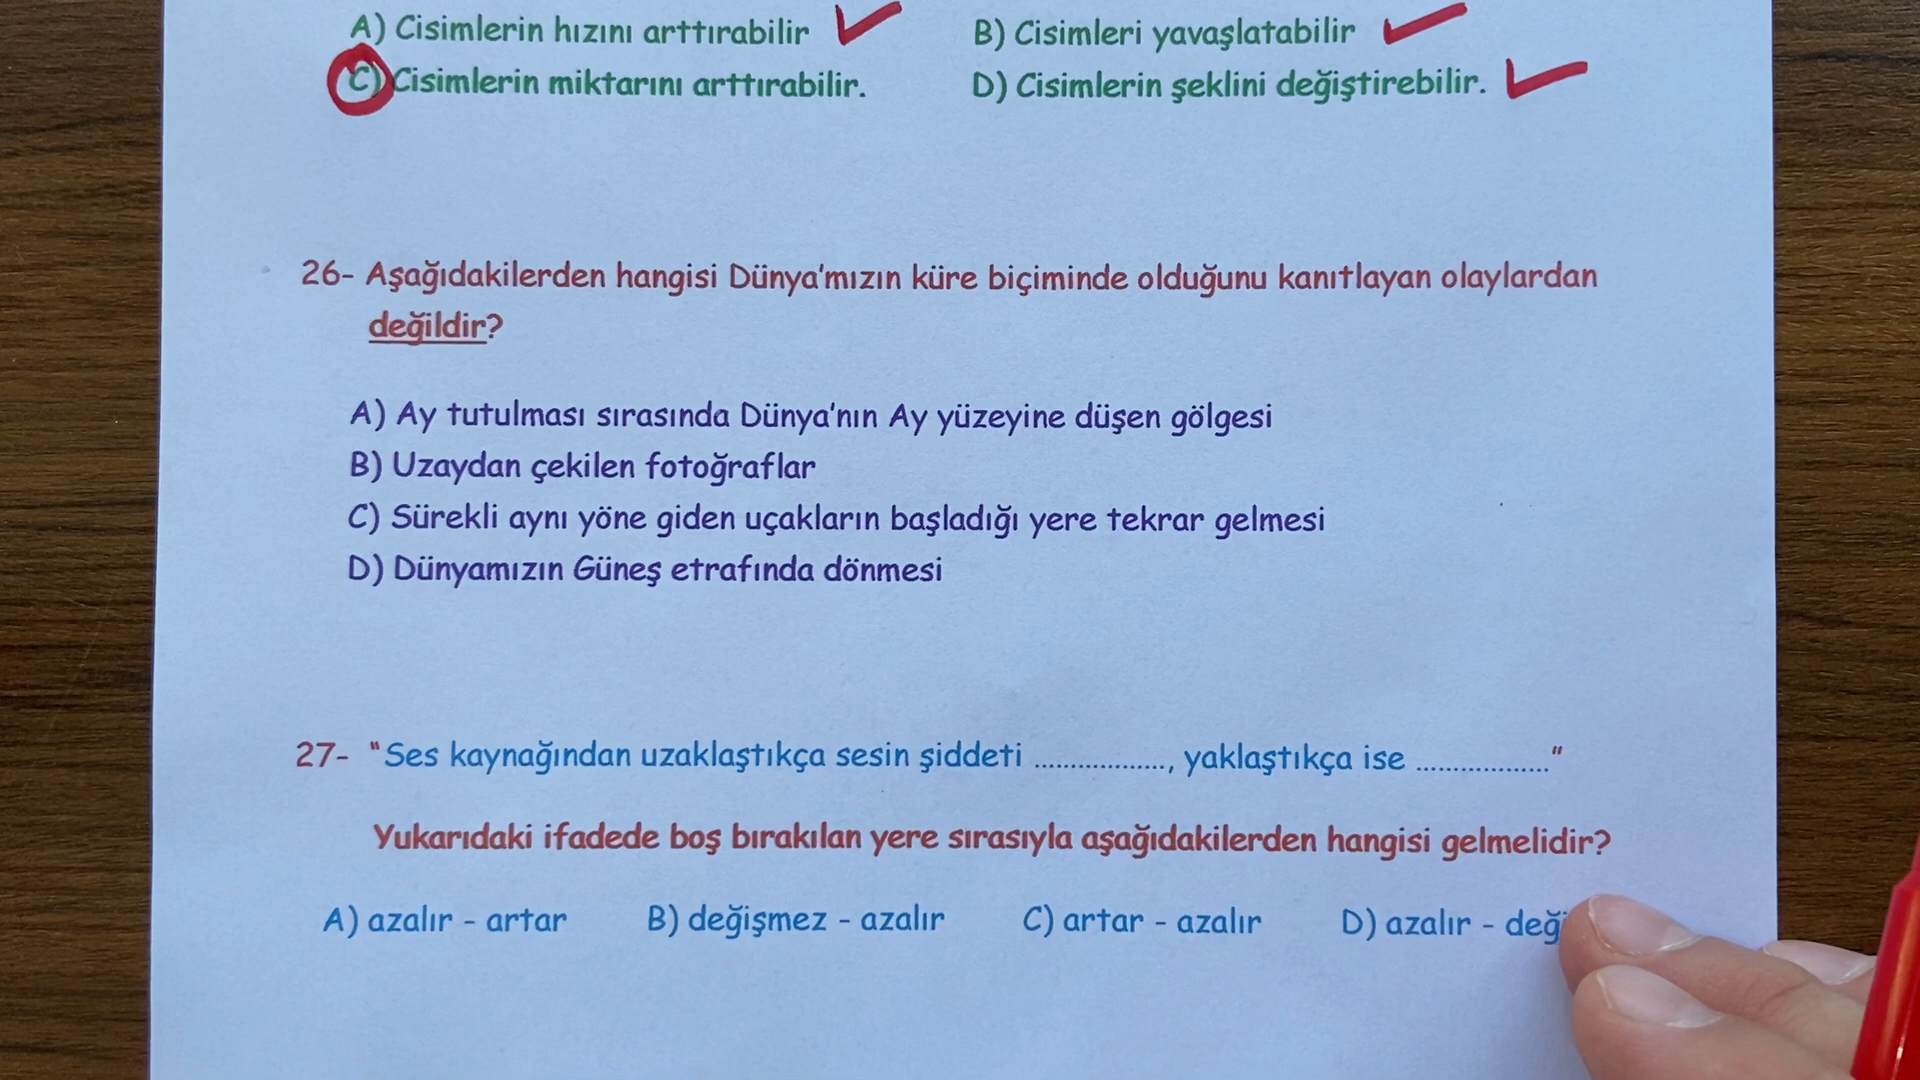 A) Cisimlerin hızını arttırabilir B) Cisimleri yavaşlatabilir
C) Cisimlerin miktarını arttırabilir. D) Cisimlerin şeklini değiştirebilir.
26- Aşağıdakilerden hangisi Dünya'mızın küre biçiminde olduğunu kanıtlayan olaylardan
değildir?
A) Ay tutulması sırasında Dünya'nın Ay yüzeyine düşen gölgesi
B) Uzaydan çekilen fotoğraflar
C) Sürekli aynı yöne giden uçakların başladığı yere tekrar gelmesi
D) Dünyamızın Güneş etrafında dönmesi
27- "Ses kaynağından uzaklaştıkça sesin şiddeti .................., yaklaştıkça ise .................."
Yukarıdaki ifadede boş bırakılan yere sırasıyla aşağıdakilerden hangisi gelmelidir?
A) azalır - artar B) değişmez - azalır C) artar - azalır D) azalır -